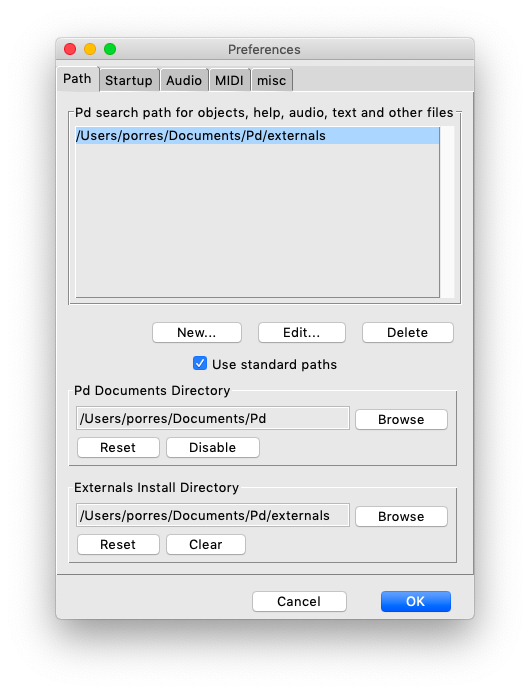 Preferences
Path Startup Audio MIDI misc
Pd search path for objects, help, audio, text and other files
/Users/porres/Documents/Pd/externals
New... Edit... Delete
Use standard paths
Pd Documents Directory
/Users/porres/Documents/Pd Browse
Reset Disable
Externals Install Directory
/Users/porres/Documents/Pd/externals Browse
Reset Clear
Cancel OK